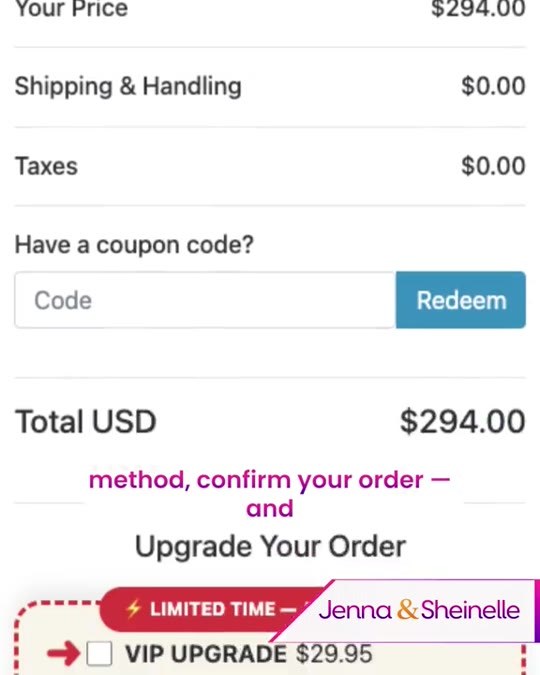 Your Price $294.00
Shipping & Handling $0.00
Taxes $0.00
Have a coupon code?
Code Redeem
Total USD $294.00
method, confirm your order —
and
Upgrade Your Order
⚡ LIMITED TIME —
Jenna & Sheinelle
VIP UPGRADE $29.95